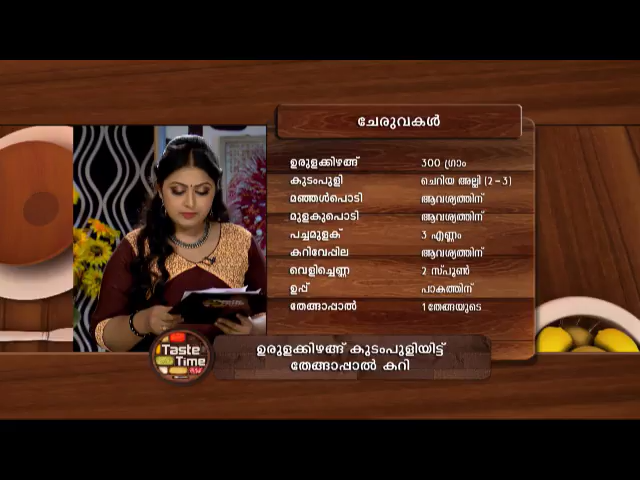 ചേരുവകൾ
ഉരുളക്കിഴങ്ങ് 300 ഗ്രാം
കുടംപുളി ചെറിയ അല്ലി (2-3)
മഞ്ഞൾപൊടി ആവശ്യത്തിന്
മുളകുപൊടി ആവശ്യത്തിന്
പച്ചമുളക് 3 എണ്ണം
കറിവേപ്പില ആവശ്യത്തിന്
വെളിച്ചെണ്ണ 2 സ്പൂൺ
ഉപ്പ് പാകത്തിന്
തേങ്ങാപ്പാൽ 1 തേങ്ങയുടെ
Taste
Time
ഉരുളക്കിഴങ്ങ് കുടംപുളിയിട്ട്
തേങ്ങാപ്പാൽ കറി